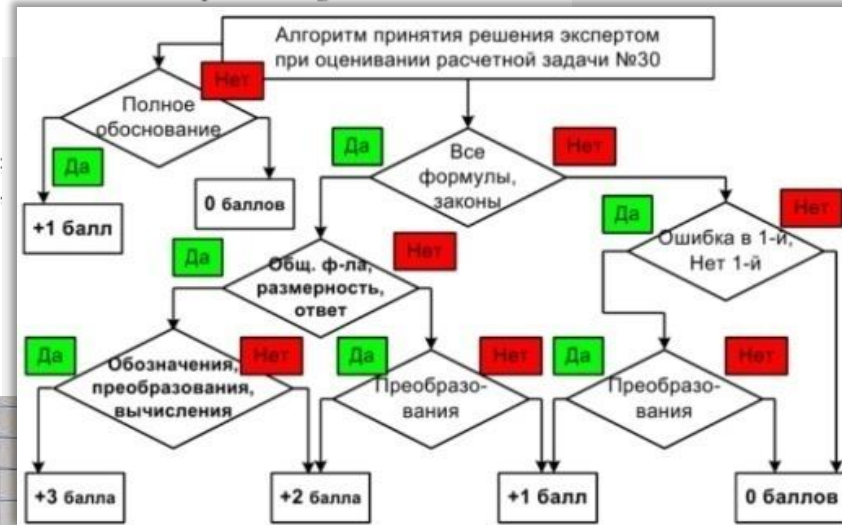 Алгоритм принятия решения экспертом
при оценивании расчетной задачи №30
Нет
Полное
обоснование
Да
+1 балл
0 баллов
Да
Все
формулы,
законы
Нет
Да
Общ. ф-ла,
размерность,
ответ
Нет
Да
Ошибка в 1-й,
Нет 1-й
Нет
Да
Обозначения,
преобразования,
вычисления
Нет
Да
Преобразо-
вания
Нет
Да
Преобразо-
вания
Нет
+3 балла
+2 балла
+1 балл
0 баллов